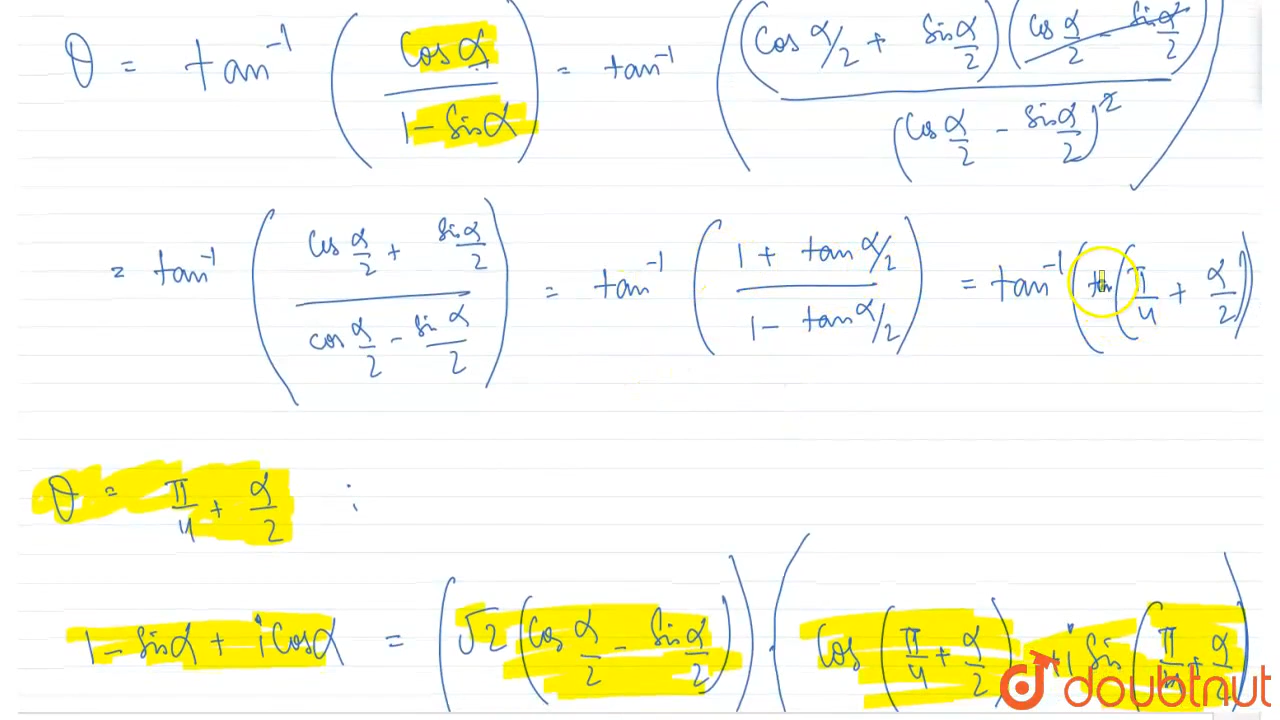 θ = tan⁻¹ (cos α / (1 - sin α)) = tan⁻¹ ((cos α/2 + sin α/2)(cos α/2 - sin α/2) / (cos α/2 - sin α/2)²)
= tan⁻¹ ((cos α/2 + sin α/2) / (cos α/2 - sin α/2)) = tan⁻¹ ((1 + tan α/2) / (1 - tan α/2)) = tan⁻¹ (tan (π/4 + α/2))
θ = π/4 + α/2 ;
1 - sin α + i cos α = (√2 (cos α/2 - sin α/2)) · (cos (π/4 + α/2) + i sin (π/4 + α/2))
doubtnut